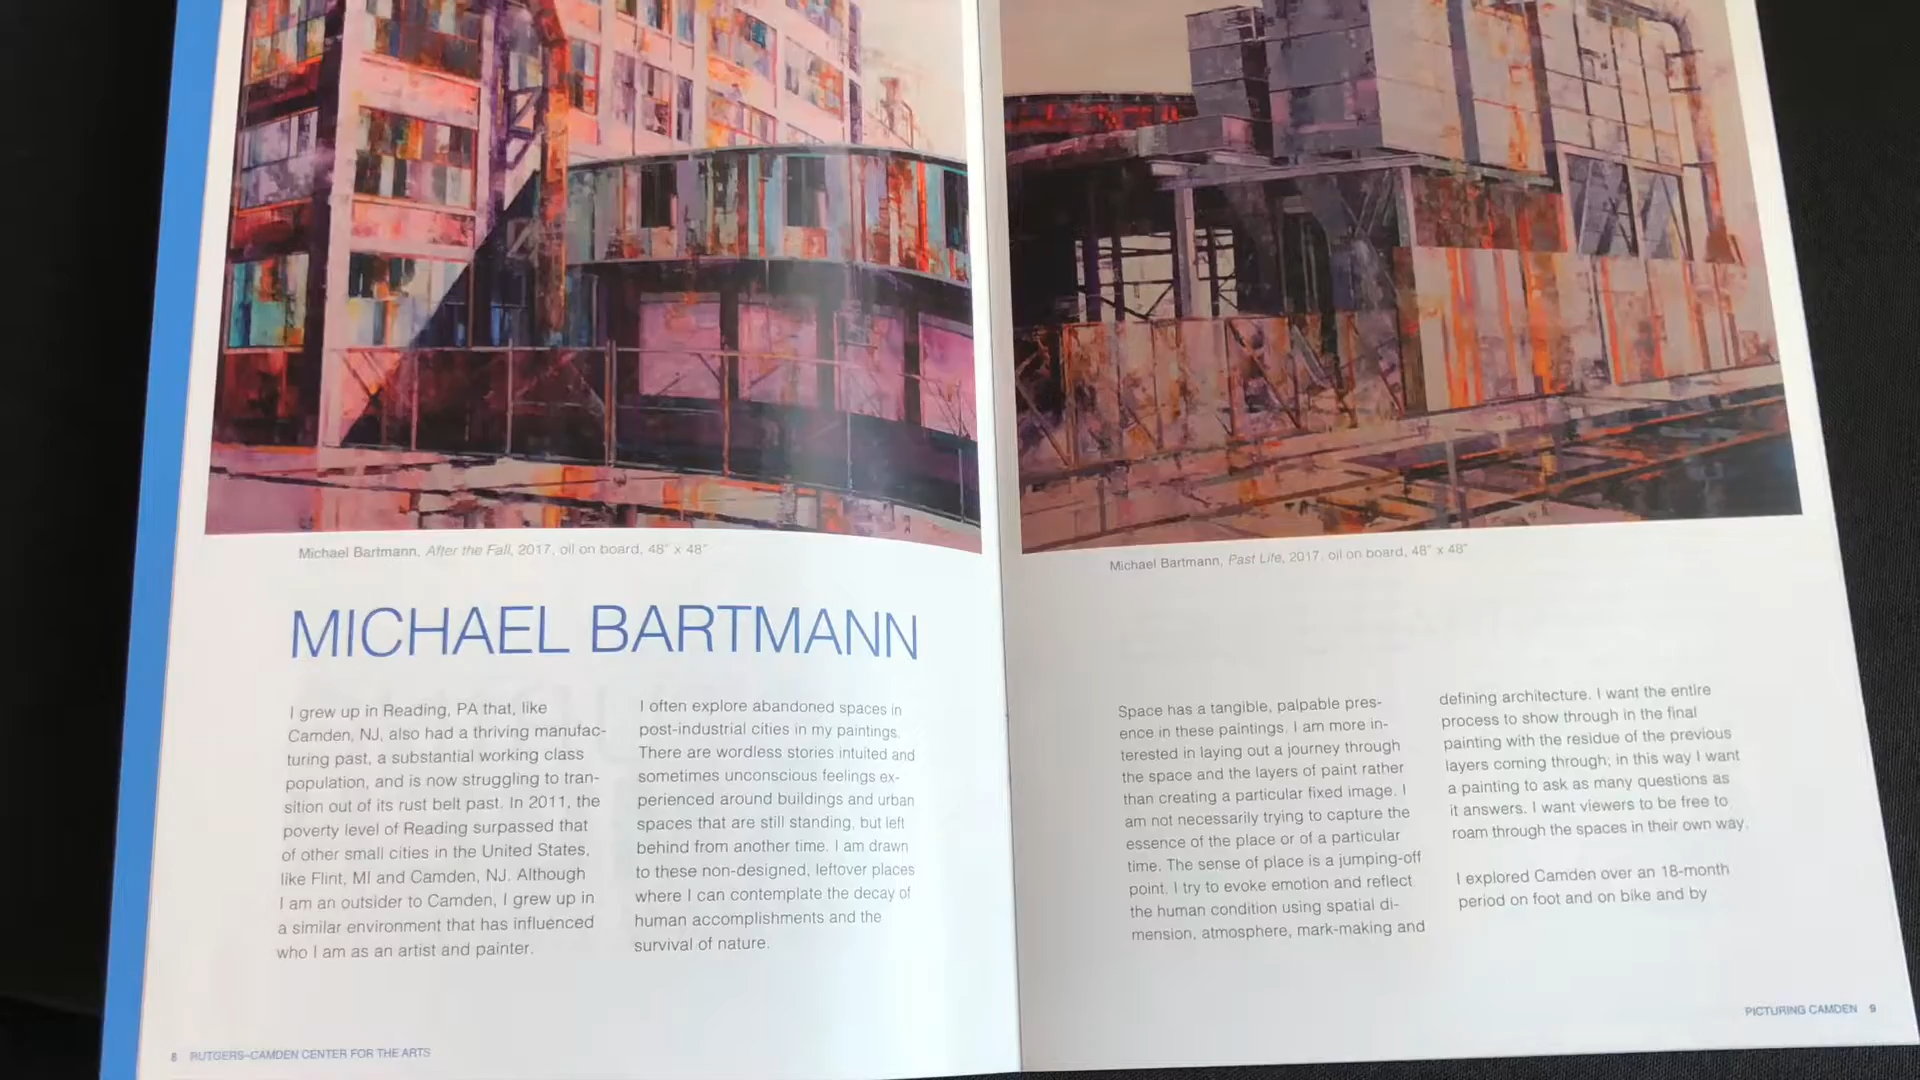 Michael Bartmann, After the Fall, 2017, oil on board, 48" x 48"
MICHAEL BARTMANN
I grew up in Reading, PA that, like
Camden, NJ, also had a thriving manufac-
turing past, a substantial working class
population, and is now struggling to tran-
sition out of its rust belt past. In 2011, the
poverty level of Reading surpassed that
of other small cities in the United States,
like Flint, MI and Camden, NJ. Although
I am an outsider to Camden, I grew up in
a similar environment that has influenced
who I am as an artist and painter.
I often explore abandoned spaces in
post-industrial cities in my paintings.
There are wordless stories intuited and
sometimes unconscious feelings ex-
perienced around buildings and urban
spaces that are still standing, but left
behind from another time. I am drawn
to these non-designed, leftover places
where I can contemplate the decay of
human accomplishments and the
survival of nature.
8 RUTGERS–CAMDEN CENTER FOR THE ARTS
Michael Bartmann, Past Life, 2017, oil on board, 48" x 48"
Space has a tangible, palpable pres-
ence in these paintings. I am more in-
terested in laying out a journey through
the space and the layers of paint rather
than creating a particular fixed image. I
am not necessarily trying to capture the
essence of the place or of a particular
time. The sense of place is a jumping-off
point. I try to evoke emotion and reflect
the human condition using spatial di-
mension, atmosphere, mark-making and
defining architecture. I want the entire
process to show through in the final
painting with the residue of the previous
layers coming through; in this way I want
a painting to ask as many questions as
it answers. I want viewers to be free to
roam through the spaces in their own way.
I explored Camden over an 18-month
period on foot and on bike and by
PICTURING CAMDEN 9